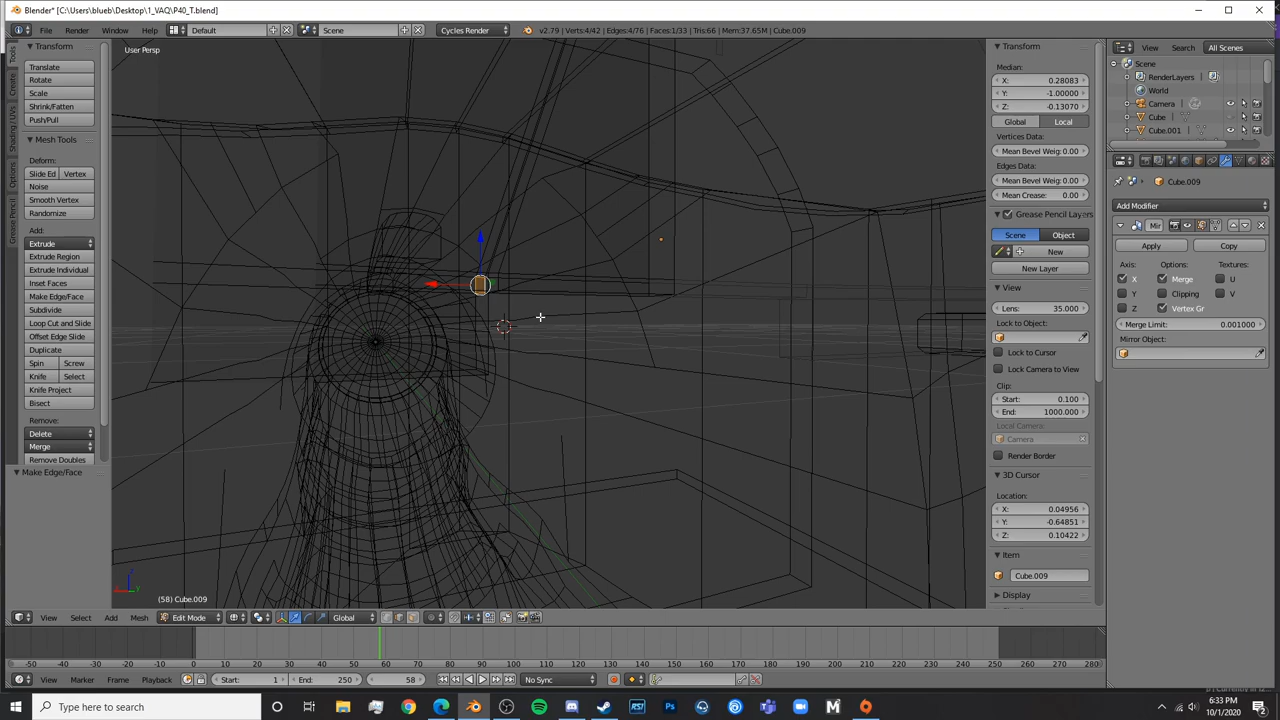 Blender* [C:\Users\blueb\Desktop\1_VAQ\P40_T.blend]
File Render Window Help Default Scene Cycles Render v2.79 | Verts:4/42 | Edges:4/76 | Faces:1/33 | Tris:66 | Mem:37.65M | Cube.009
Tools
Create
Shading / UVs
Options
Grease Pencil
Transform
Translate
Rotate
Scale
Shrink/Fatten
Push/Pull
Mesh Tools
Deform:
Slide Ed Vertex
Noise
Smooth Vertex
Randomize
Add:
Extrude
Extrude Region
Extrude Individual
Inset Faces
Make Edge/Face
Subdivide
Loop Cut and Slide
Offset Edge Slide
Duplicate
Spin Screw
Knife Select
Knife Project
Bisect
Remove:
Delete
Merge
Remove Doubles
Make Edge/Face
User Persp
(58) Cube.009
Transform
Median:
X: 0.28083
Y: -1.00000
Z: -0.13070
Global Local
Vertices Data:
Mean Bevel Weig:0.00
Edges Data:
Mean Bevel Weig:0.00
Mean Crease: 0.00
Grease Pencil Layers
Scene Object
New
New Layer
View
Lens: 35.000
Lock to Object:
Lock to Cursor
Lock Camera to View
Clip:
Start: 0.100
End: 1000.000
Local Camera:
Camera
Render Border
3D Cursor
Location:
X: 0.04956
Y: -0.64851
Z: 0.10422
Item
Cube.009
Display
View Search All Scenes
Scene
RenderLayers
World
Camera
Cube
Cube.001
Cube.009
Add Modifier
Mir
Apply Copy
Axis: Options: Textures:
X Merge U
Y Clipping V
Z Vertex Gr
Merge Limit: 0.001000
Mirror Object:
View Select Add Mesh Edit Mode Global
-50 -40 -30 -20 -10 0 10 20 30 40 50 60 70 80 90 100 110 120 130 140 150 160 170 180 190 200 210 220 230 240 250 260 270 280
View Marker Frame Playback Start: 1 End: 250 58 No Sync
Type here to search
RSI
6:33 PM
10/1/2020
2